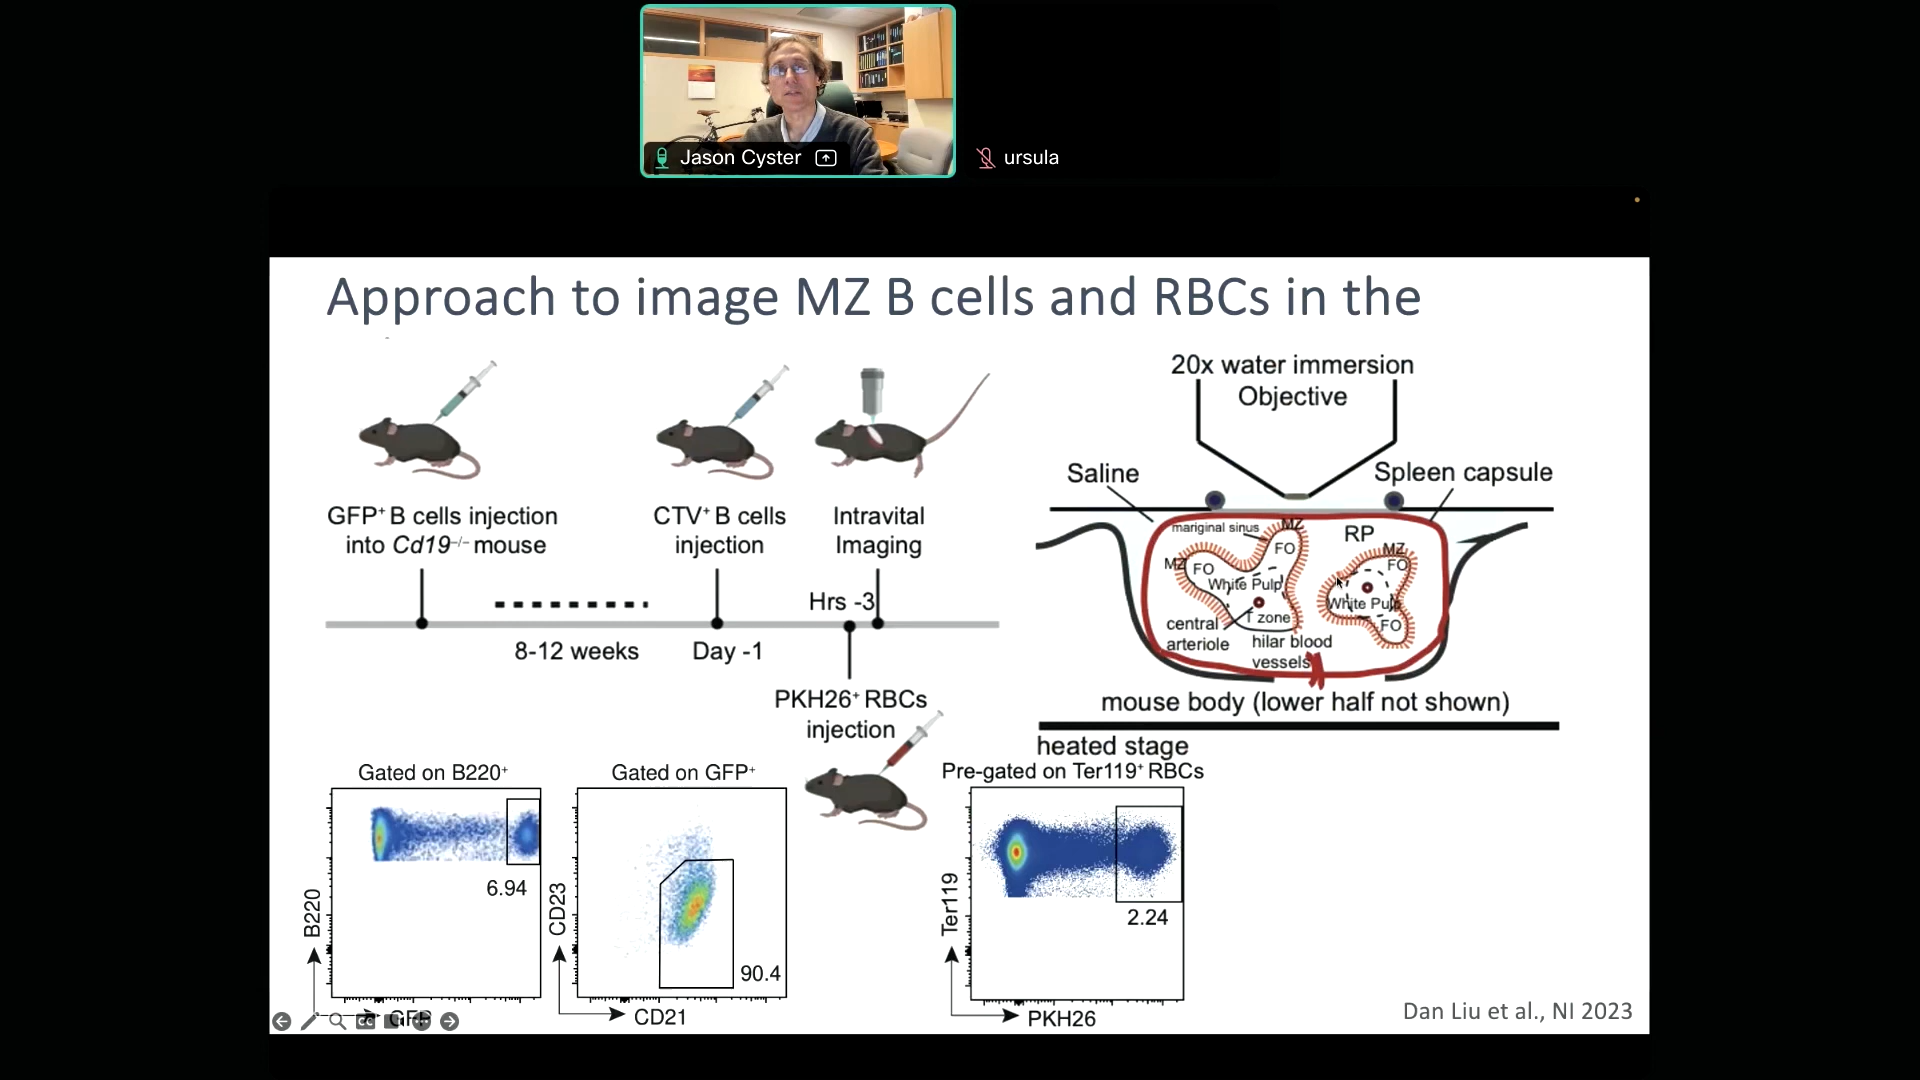 Jason Cyster
ursula
Approach to image MZ B cells and RBCs in the
GFP⁺ B cells injection
into Cd19⁻/⁻ mouse
CTV⁺ B cells
injection
Intravital
Imaging
Hrs -3
8-12 weeks
Day -1
PKH26⁺ RBCs
injection
20x water immersion
Objective
Saline
Spleen capsule
mariginal sinus
MZ
RP
FO
MZ
MZ
FO
FO
White Pulp
White Pulp
central
arteriole
T zone
FO
hilar blood
vessels
mouse body (lower half not shown)
heated stage
Gated on B220⁺
B220
6.94
GFP
Gated on GFP⁺
CD23
90.4
CD21
Pre-gated on Ter119⁺ RBCs
Ter119
2.24
PKH26
CC
Dan Liu et al., NI 2023